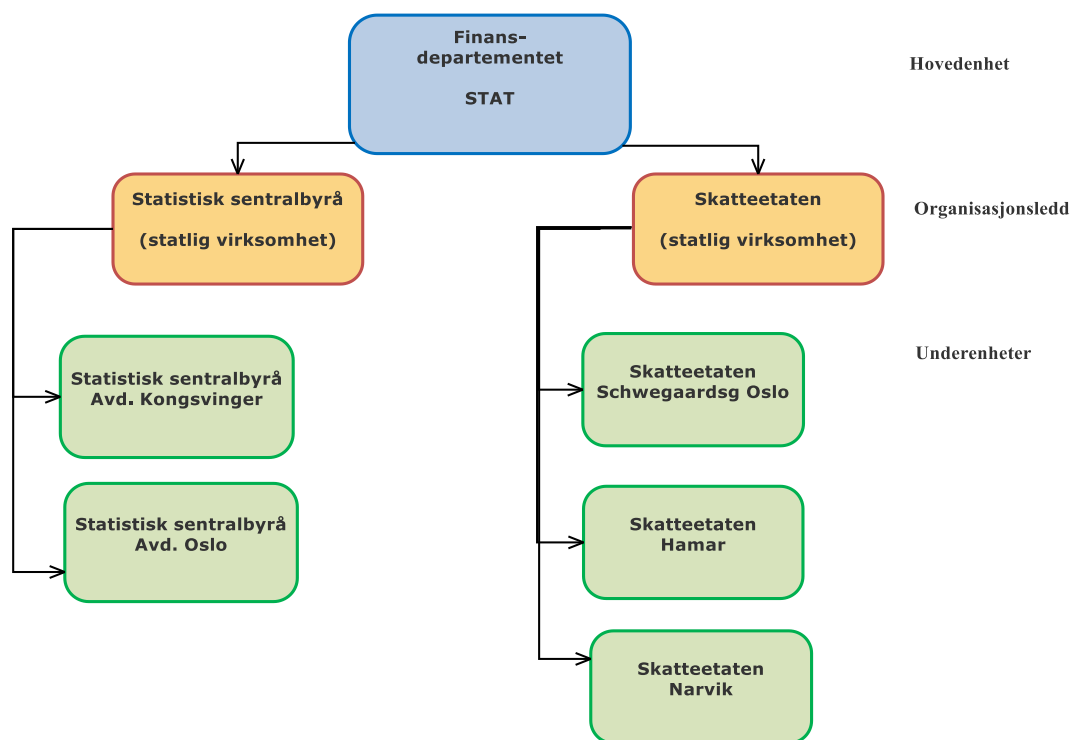 Finans-
departementet
STAT
Hovedenhet
Statistisk sentralbyrå
(statlig virksomhet)
Skatteetaten
(statlig virksomhet)
Organisasjonsledd
Underenheter
Statistisk sentralbyrå
Avd. Kongsvinger
Skatteetaten
Schwegaardsg Oslo
Statistisk sentralbyrå
Avd. Oslo
Skatteetaten
Hamar
Skatteetaten
Narvik